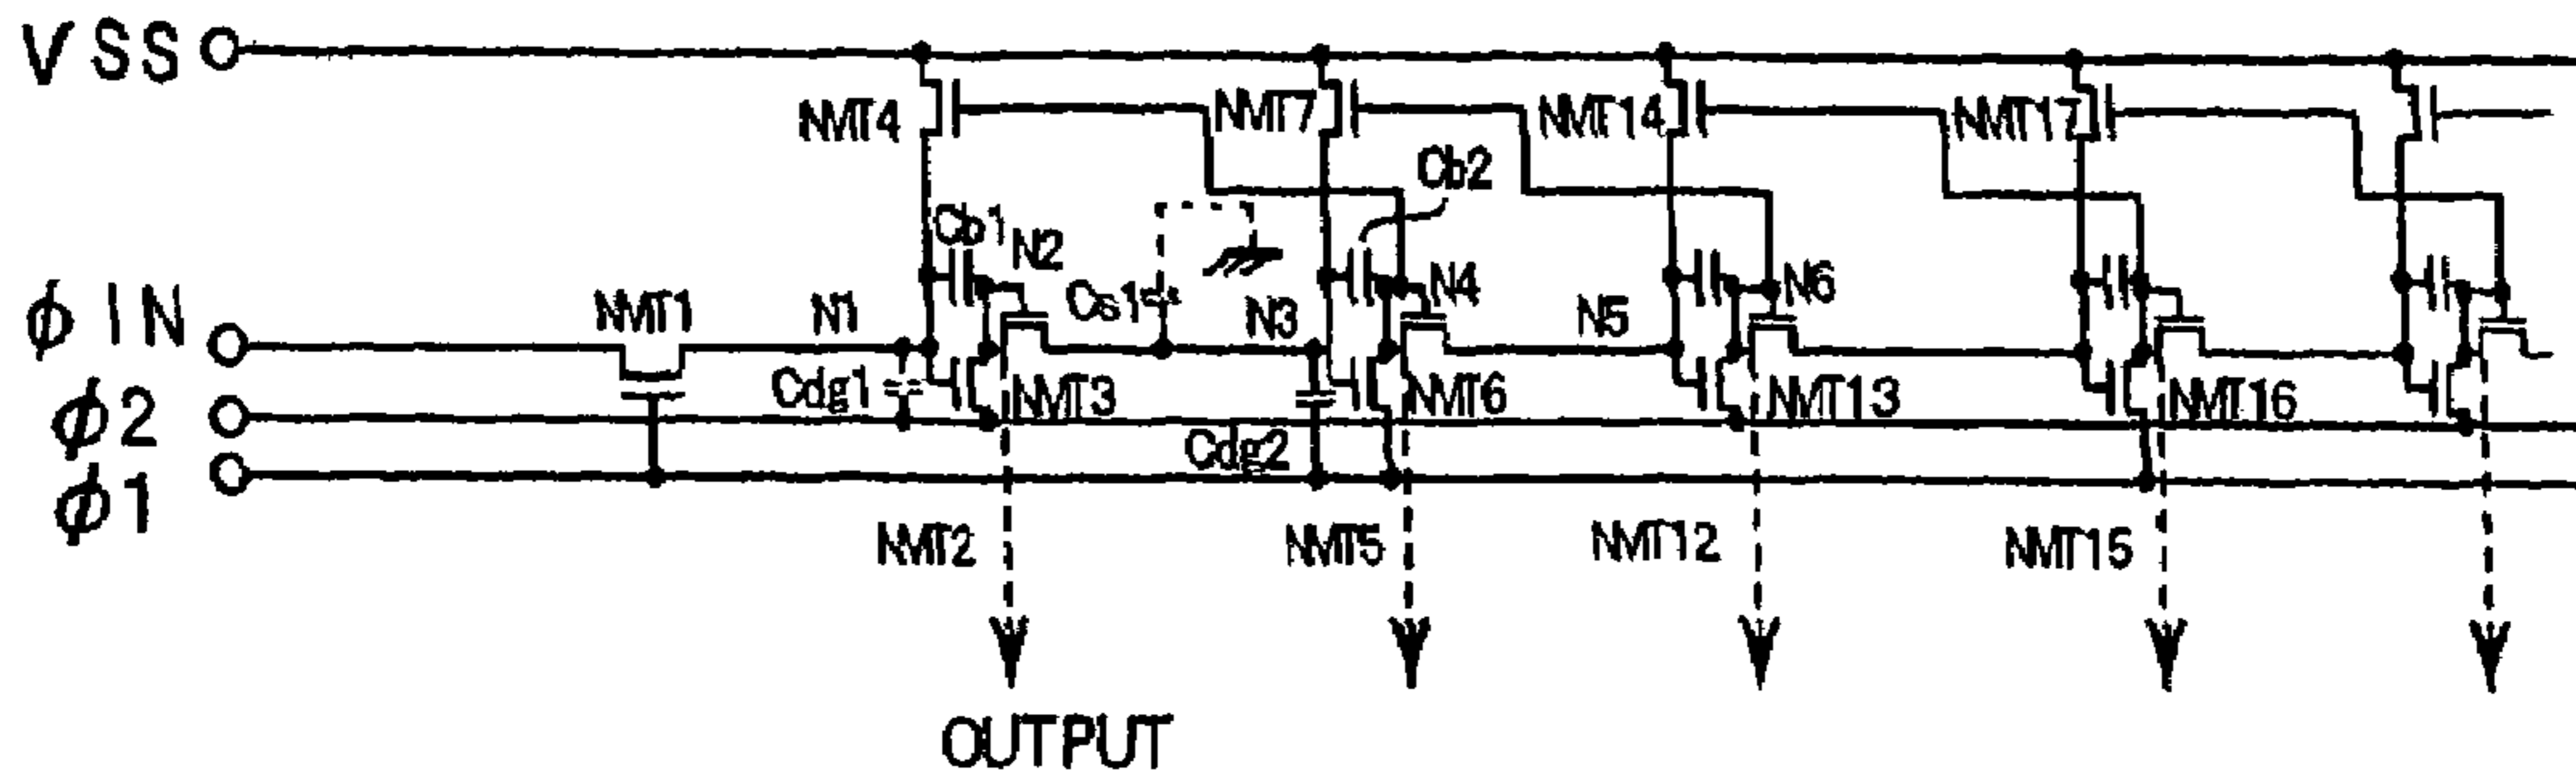 VSS
NMT4
NMT7
NMT14
NMT17
Cb2
Cb1
N2
Cs1
N4
N6
φIN
NMT1
N1
N3
N5
Cdg1
NMT3
NMT6
NMT13
NMT16
φ2
Cdg2
φ1
NMT2
NMT5
NMT12
NMT15
OUTPUT